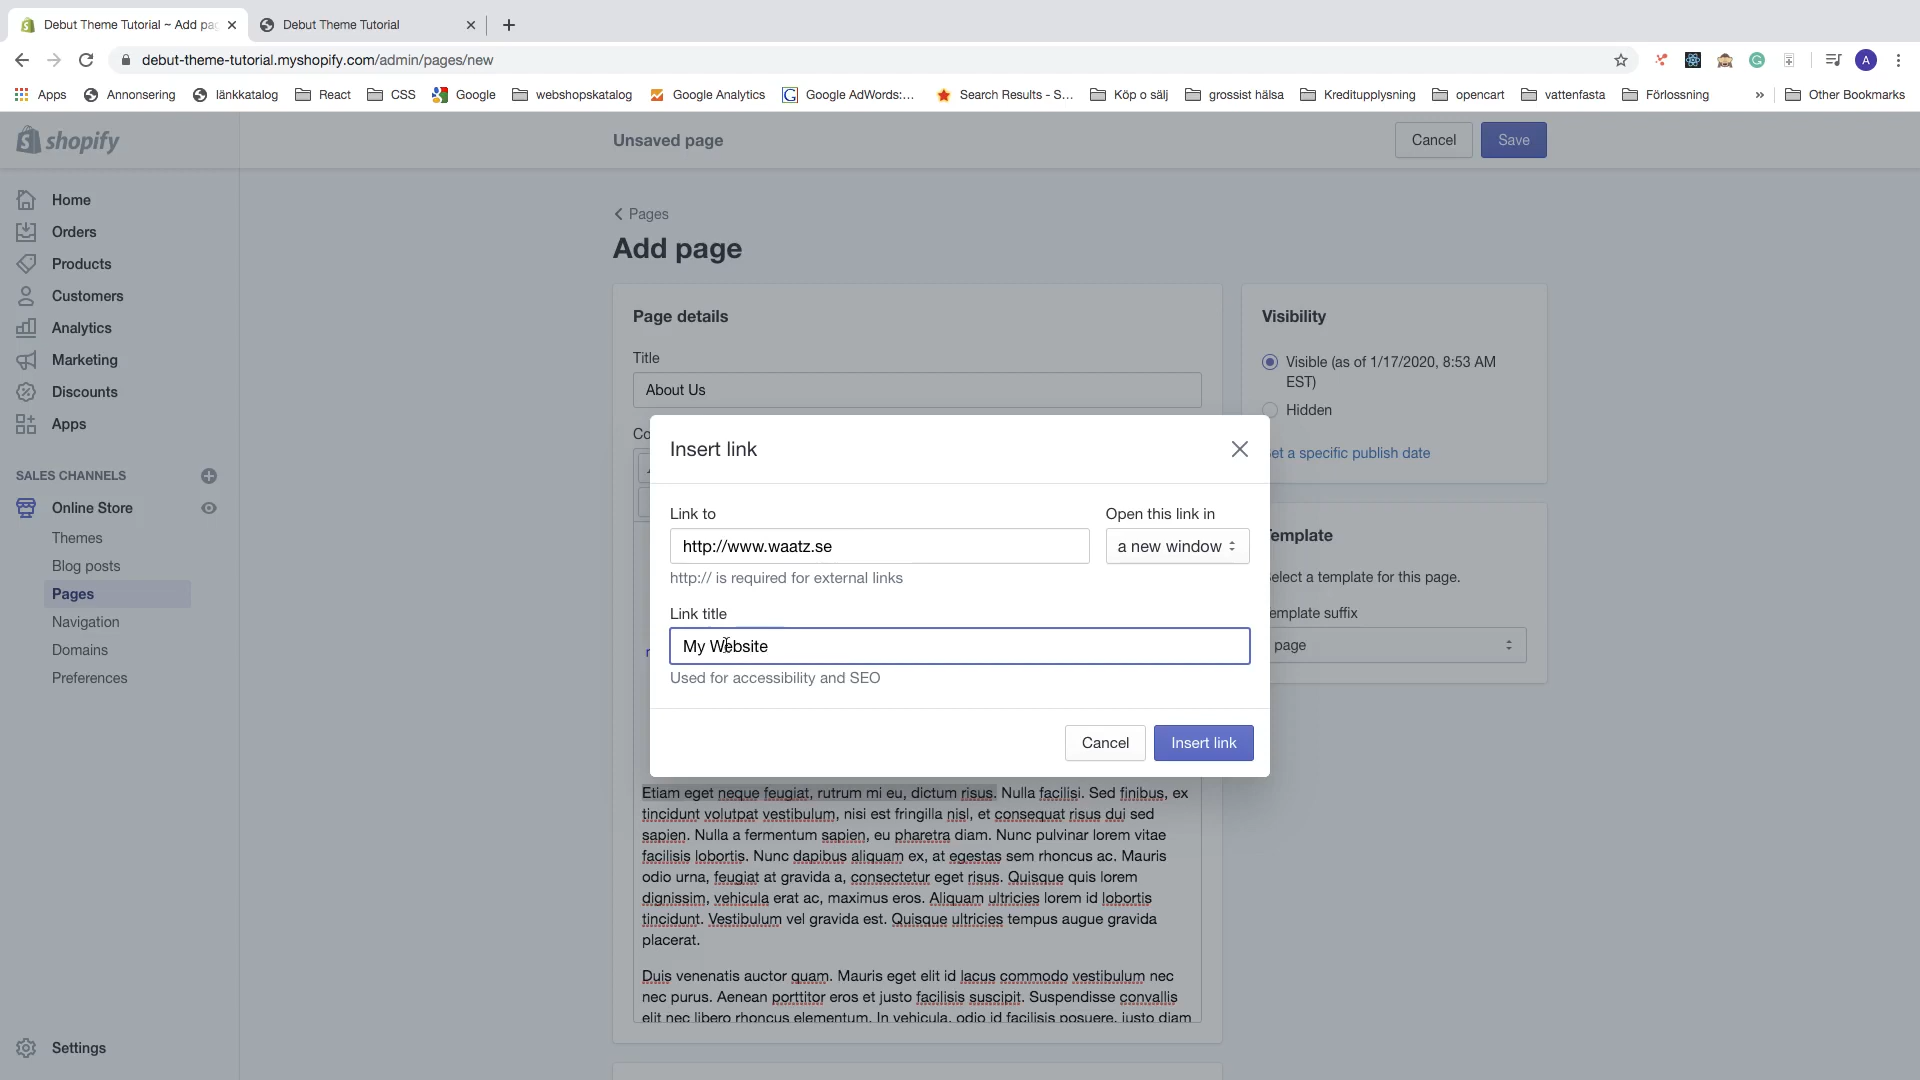 Debut Theme Tutorial ~ Add pa
Debut Theme Tutorial
debut-theme-tutorial.myshopify.com/admin/pages/new
A
Apps
Annonsering
länkkatalog
React
CSS
Google
webshopskatalog
Google Analytics
Google AdWords:...
Search Results - S...
Köp o sälj
grossist hälsa
Kreditupplysning
opencart
vattenfasta
Förlossning
»
Other Bookmarks
shopify
Unsaved page
Cancel
Save
Home
Orders
Products
Customers
Analytics
Marketing
Discounts
Apps
SALES CHANNELS
Online Store
Themes
Blog posts
Pages
Navigation
Domains
Preferences
Settings
Pages
Add page
Page details
Title
About Us
Co
Visibility
Visible (as of 1/17/2020, 8:53 AM
EST)
Hidden
et a specific publish date
Template
elect a template for this page.
emplate suffix
page
Insert link
Link to
http://www.waatz.se
http:// is required for external links
Open this link in
a new window
Link title
My Website
Used for accessibility and SEO
Cancel
Insert link
Etiam eget neque feugiat, rutrum mi eu, dictum risus. Nulla facilisi. Sed finibus, ex
tincidunt volutpat vestibulum, nisi est fringilla nisl, et consequat risus dui sed
sapien. Nulla a fermentum sapien, eu pharetra diam. Nunc pulvinar lorem vitae
facilisis lobortis. Nunc dapibus aliquam ex, at egestas sem rhoncus ac. Mauris
odio urna, feugiat at gravida a, consectetur eget risus. Quisque quis lorem
dignissim, vehicula erat ac, maximus eros. Aliquam ultricies lorem id lobortis
tincidunt. Vestibulum vel gravida est. Quisque ultricies tempus augue gravida
placerat.
Duis venenatis auctor quam. Mauris eget elit id lacus commodo vestibulum nec
nec purus. Aenean porttitor eros et justo facilisis suscipit. Suspendisse convallis
elit nec libero rhoncus elementum. In vehicula, odio id facilisis posuere, justo diam